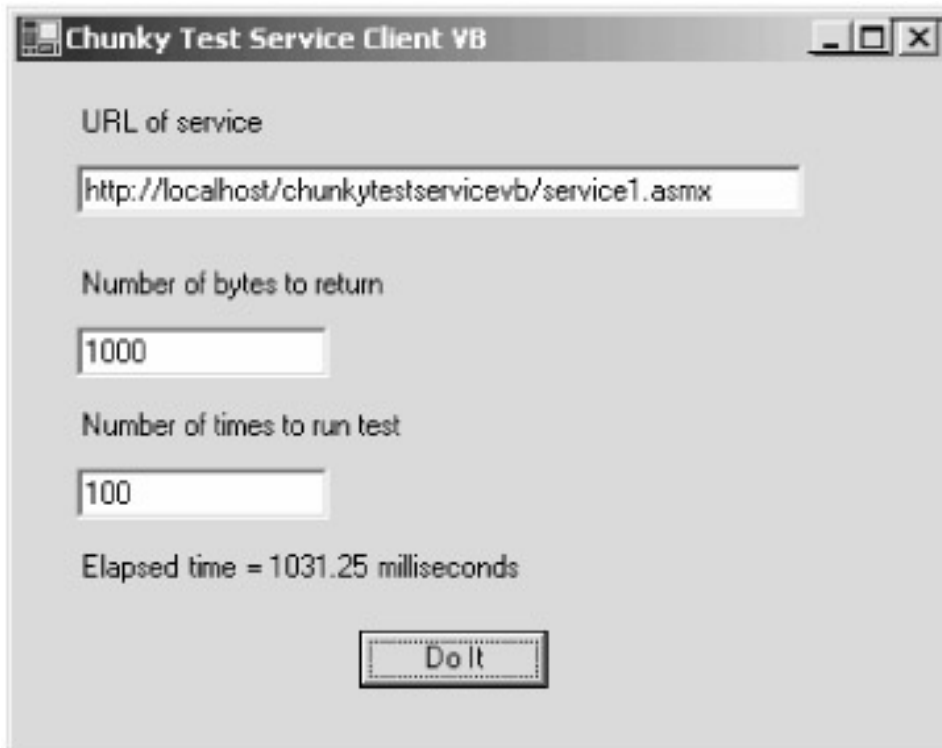 Chunky Test Service Client VB
URL of service
http://localhost/chunkytestservicevb/service1.asmx
Number of bytes to return
1000
Number of times to run test
100
Elapsed time = 1031.25 milliseconds
Do It